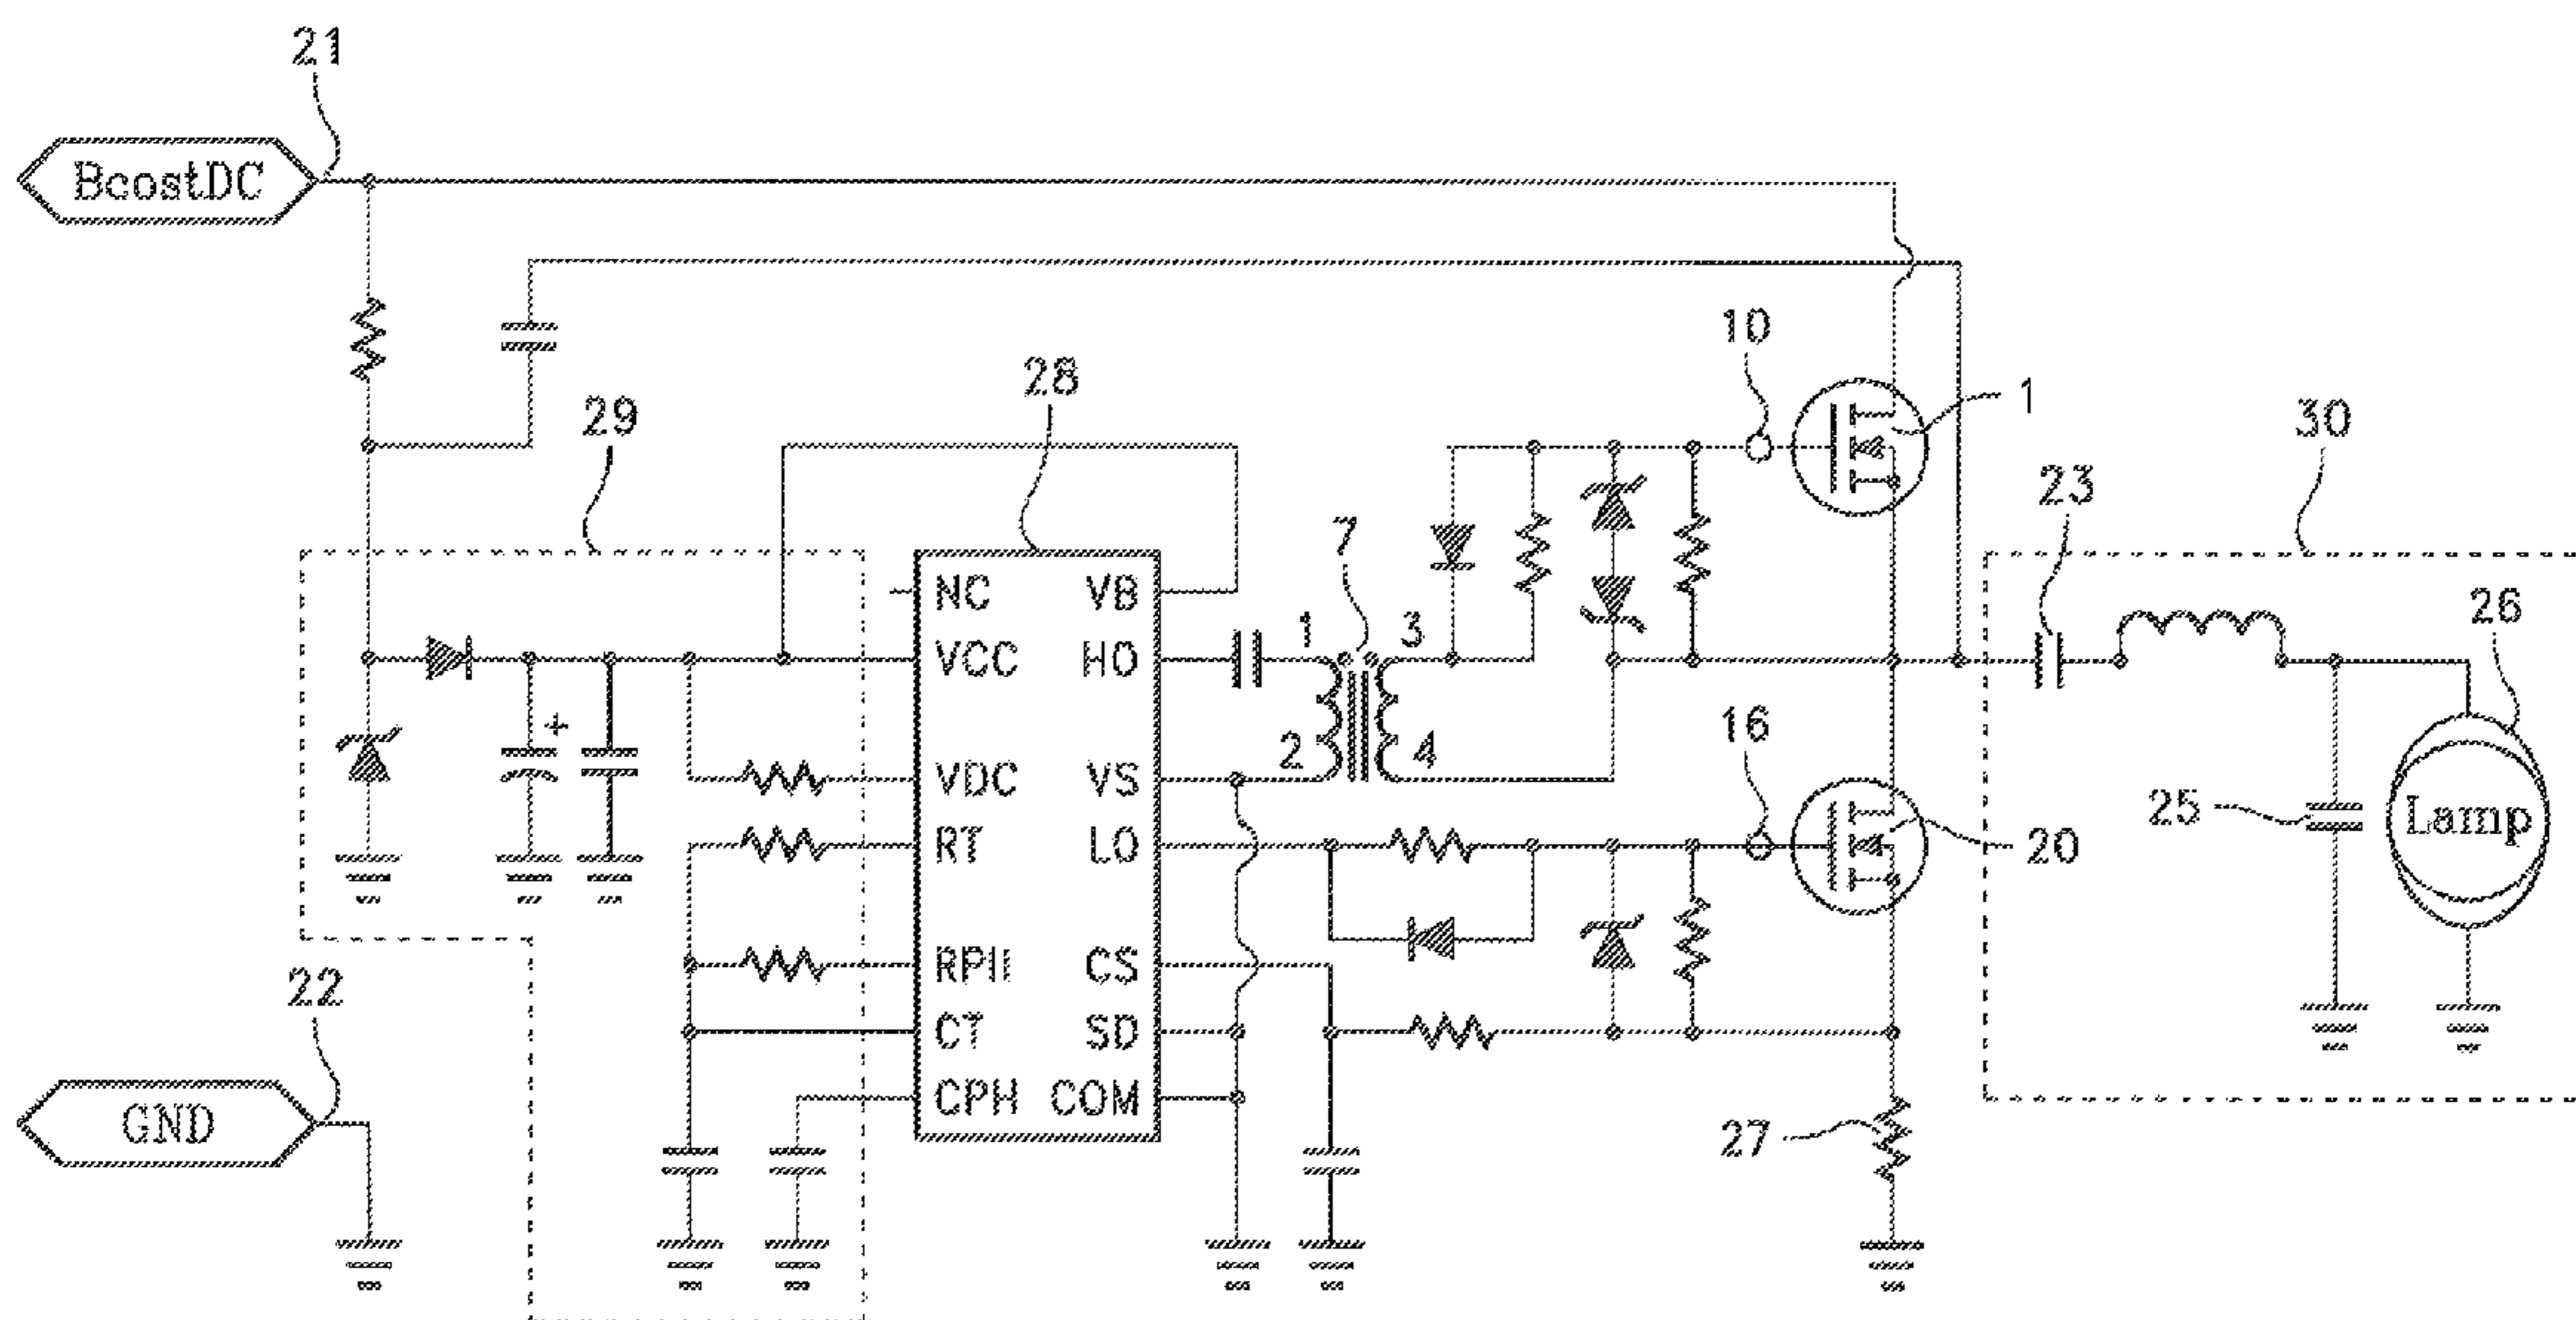 21
BcostDC
10
1
28
29
30
23
7
26
NC VB
1 3
VCC HO
16
2 4
VDC VS
25
Lamp
RT LO
20
RPH CS
22
CT SD
CPH COM
GND
27
+